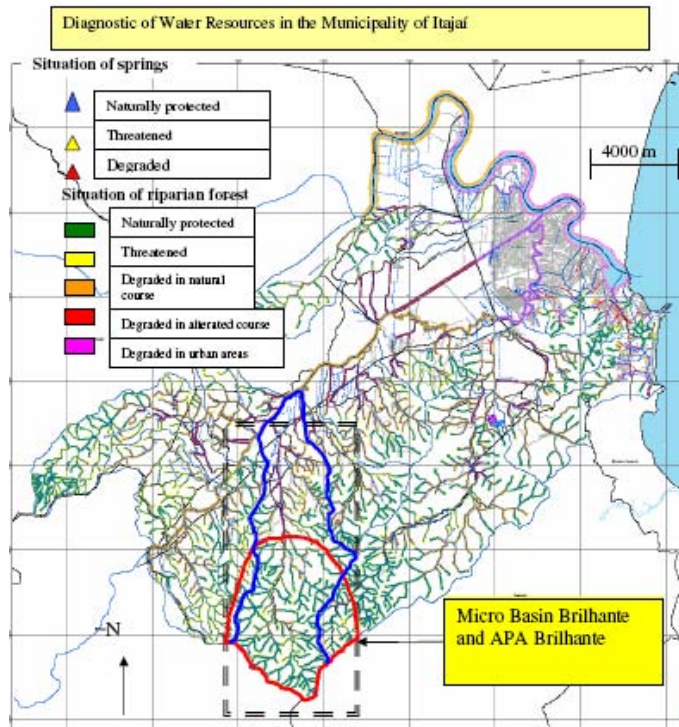 Diagnostic of Water Resources in the Municipality of Itajaí
Situation of springs
Naturally protected
Threatened
Degraded
4000 m
Situation of riparian forest
Naturally protected
Threatened
Degraded in natural
course
Degraded in alterated course
Degraded in urban areas
Micro Basin Brilhante
and APA Brilhante
N